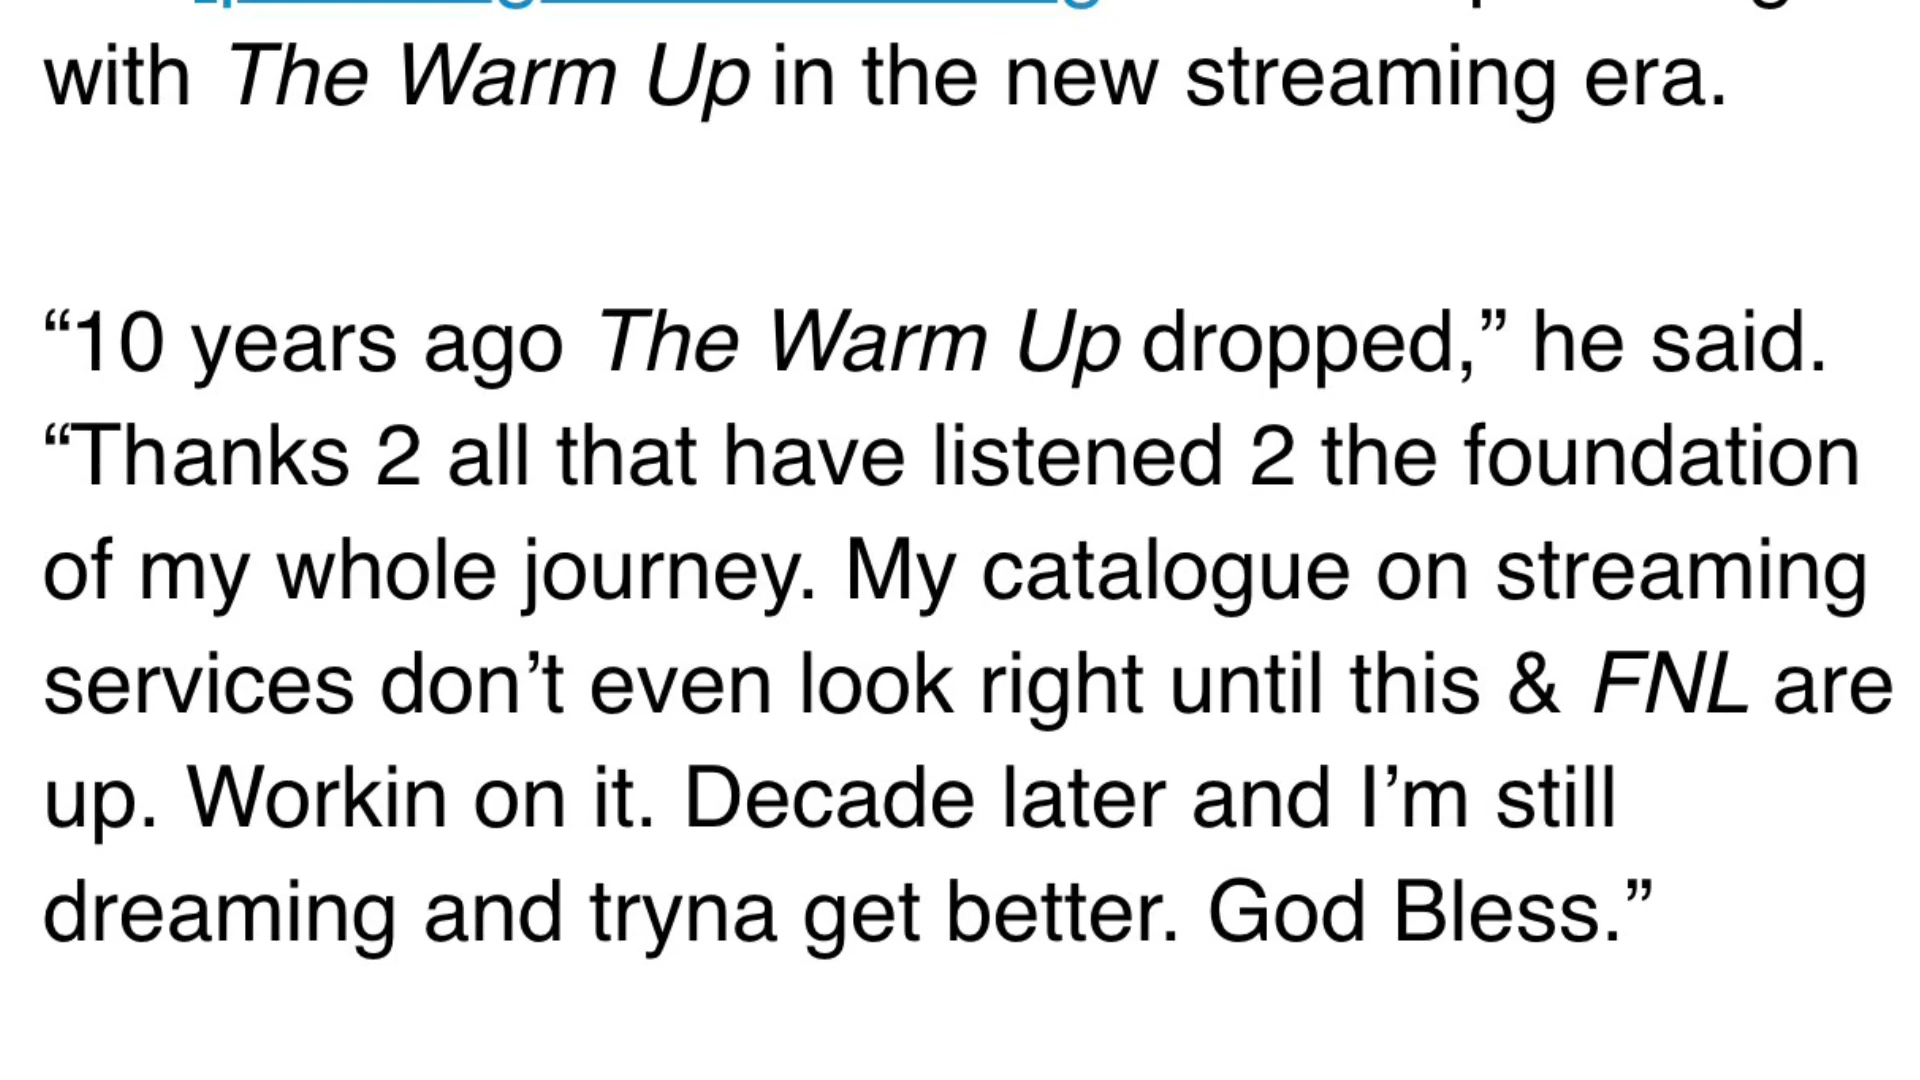 with The Warm Up in the new streaming era.
“10 years ago The Warm Up dropped,” he said.
“Thanks 2 all that have listened 2 the foundation
of my whole journey. My catalogue on streaming
services don’t even look right until this & FNL are
up. Workin on it. Decade later and I’m still
dreaming and tryna get better. God Bless.”